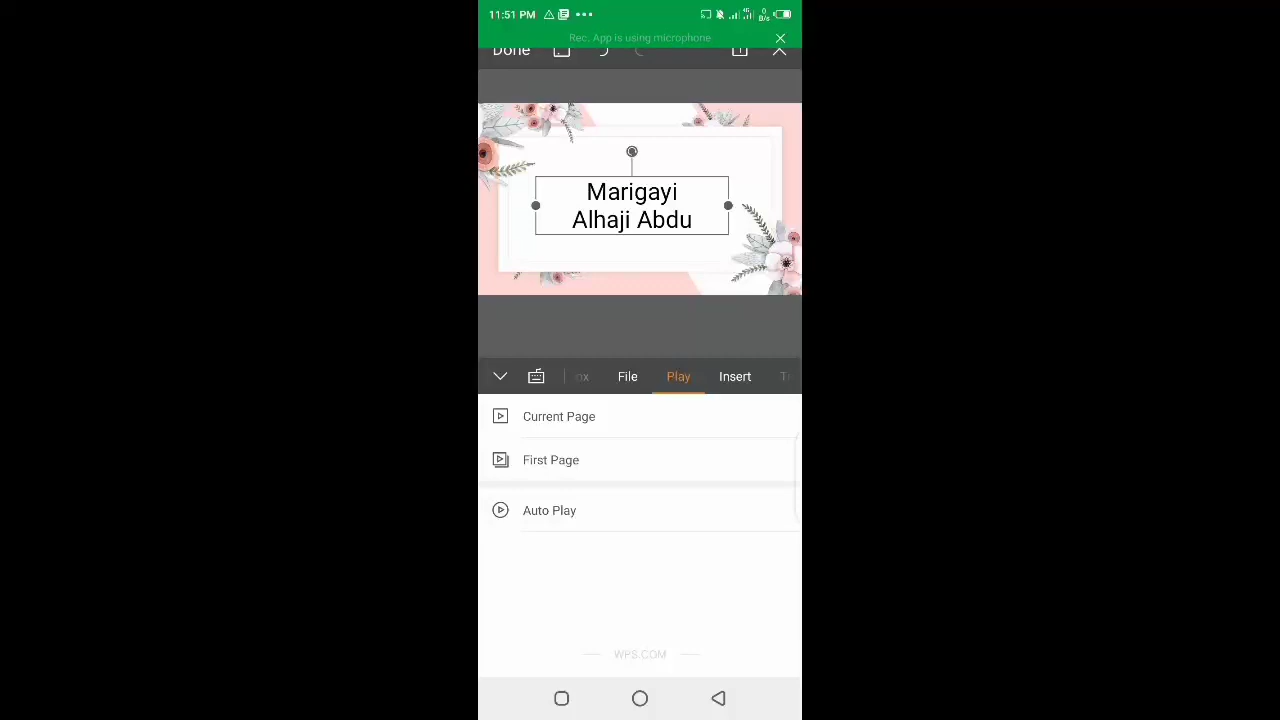 11:51 PM
0
B/s
Rec. App is using microphone
Done
Marigayi
Alhaji Abdu
File
Play
Insert
Current Page
First Page
Auto Play
WPS.COM